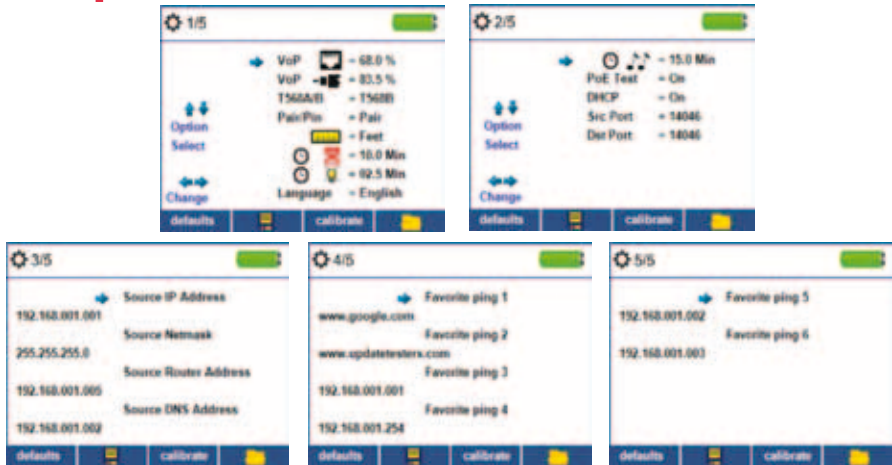 1/5
VoP = 68.0 %
VoP = 83.5 %
T568A/B = T568B
Pair/Pin = Pair
= Feet
= 10.0 Min
= 02.5 Min
Language = English
Option
Select
Change
defaults calibrate
2/5
= 15.0 Min
PoE Test = On
DHCP = On
Src Port = 14046
Dst Port = 14046
Option
Select
Change
defaults calibrate
3/5
Source IP Address
192.168.001.001
Source Netmask
255.255.255.0
Source Router Address
192.168.001.005
Source DNS Address
192.168.001.002
defaults calibrate
4/5
Favorite ping 1
www.google.com
Favorite ping 2
www.updatetesters.com
Favorite ping 3
192.168.001.001
Favorite ping 4
192.168.001.254
defaults calibrate
5/5
Favorite ping 5
192.168.001.002
Favorite ping 6
192.168.001.003
defaults calibrate